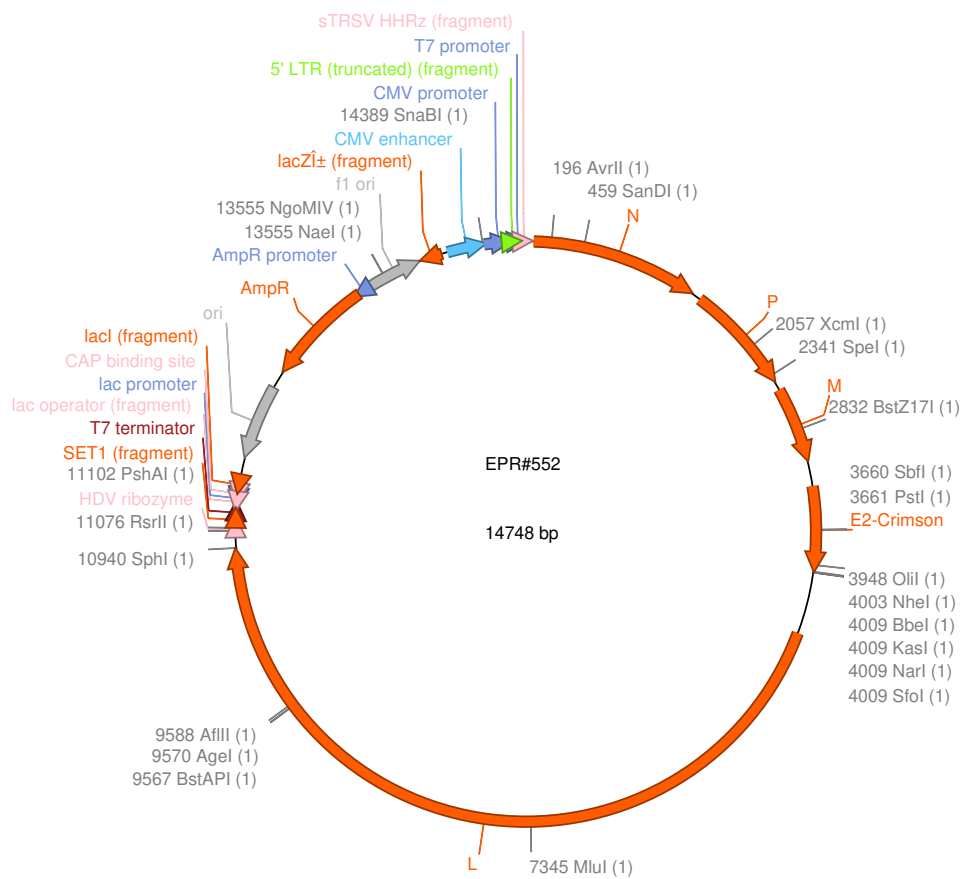 sTRSV HHRz (fragment)
T7 promoter
5' LTR (truncated) (fragment)
CMV promoter
14389 SnaBI (1)
CMV enhancer
lacZÎ± (fragment)
f1 ori
13555 NgoMIV (1)
13555 NaeI (1)
AmpR promoter
AmpR
ori
lacI (fragment)
CAP binding site
lac promoter
lac operator (fragment)
T7 terminator
SET1 (fragment)
11102 PshAI (1)
HDV ribozyme
11076 RsrII (1)
10940 SphI (1)
9588 AflII (1)
9570 AgeI (1)
9567 BstAPI (1)
L
7345 MluI (1)
196 AvrII (1)
459 SanDI (1)
N
P
2057 XcmI (1)
2341 SpeI (1)
M
2832 BstZ17I (1)
3660 SbfI (1)
3661 PstI (1)
E2-Crimson
3948 OliI (1)
4003 NheI (1)
4009 BbeI (1)
4009 KasI (1)
4009 NarI (1)
4009 SfoI (1)
EPR#552
14748 bp